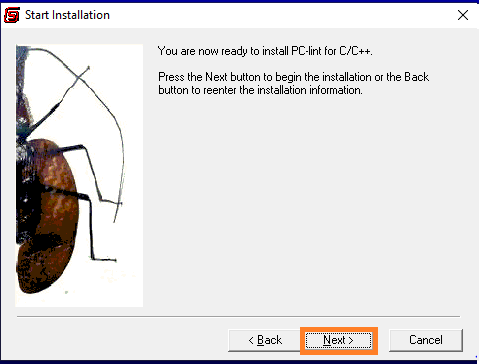 Start Installation
You are now ready to install PC-lint for C/C++.
Press the Next button to begin the installation or the Back
button to reenter the installation information.
< Back
Next >
Cancel